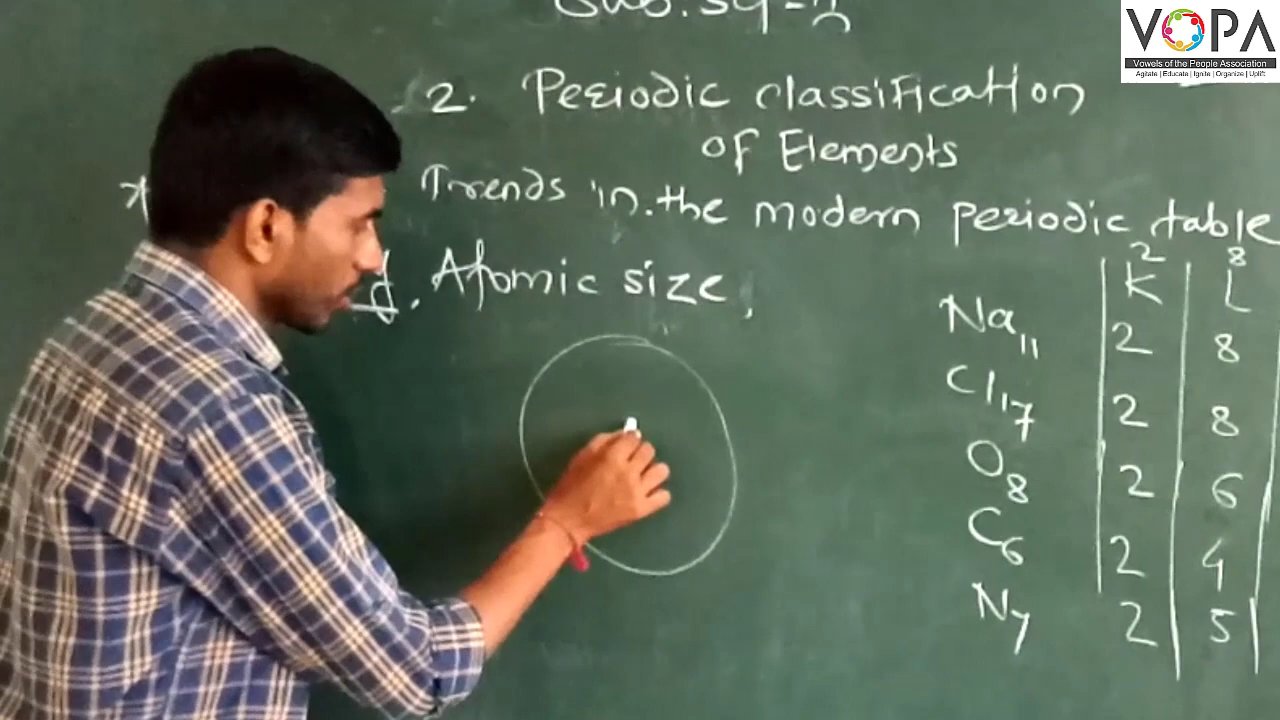 VOPA
Vowels of the People Association
Agitate | Educate | Ignite | Organize | Uplift
2. Periodic classification
of Elements
Trends in the modern periodic table
Atomic size,
2 8
K L
Na11 2 8
Cl17 2 8
O8 2 6
C6 2 4
N7 2 5